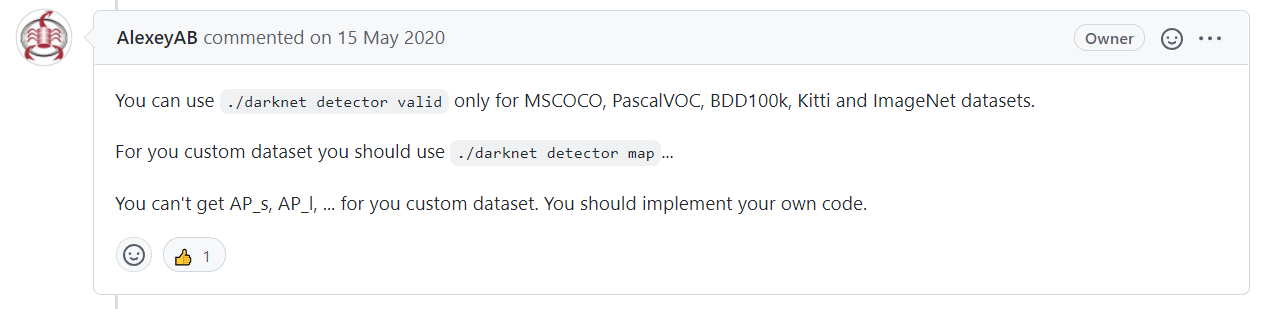 AlexeyAB commented on 15 May 2020 Owner
You can use ./darknet detector valid only for MSCOCO, PascalVOC, BDD100k, Kitti and ImageNet datasets.
For you custom dataset you should use ./darknet detector map...
You can't get AP_s, AP_l, ... for you custom dataset. You should implement your own code.
1